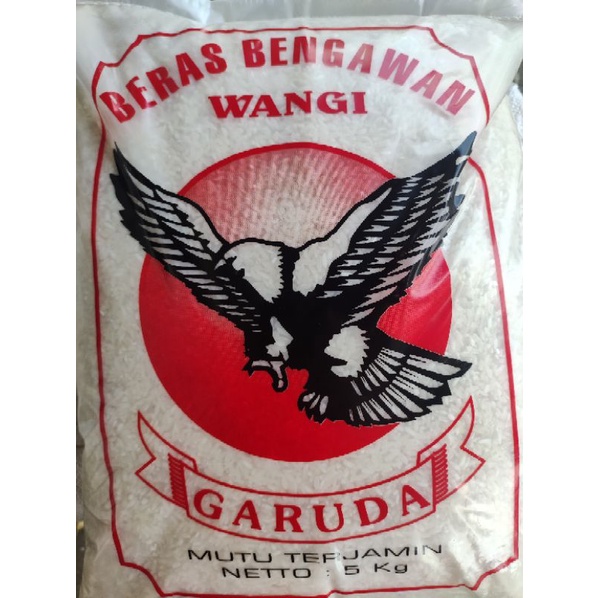 BERAS BENGAWAN
WANGI
GARUDA
MUTU TERJAMIN
NETTO : 5 Kg